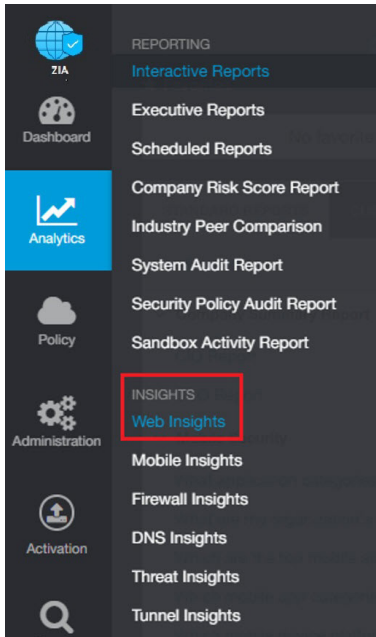 ZIA
Dashboard
Analytics
Policy
Administration
Activation
REPORTING
Interactive Reports
Executive Reports
Scheduled Reports
Company Risk Score Report
Industry Peer Comparison
System Audit Report
Security Policy Audit Report
Sandbox Activity Report
INSIGHTS
Web Insights
Mobile Insights
Firewall Insights
DNS Insights
Threat Insights
Tunnel Insights